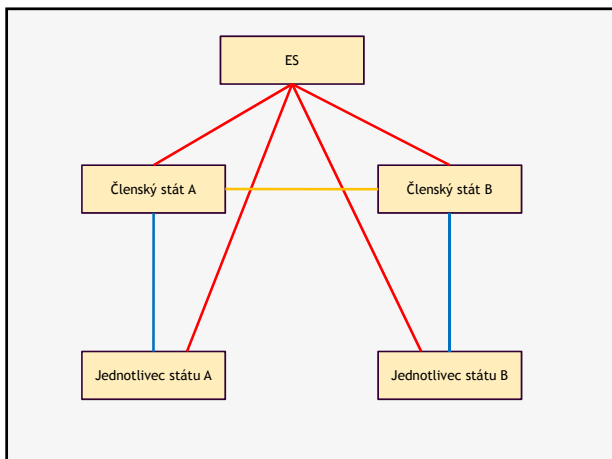 ES
Členský stát A
Členský stát B
Jednotlivec státu A
Jednotlivec státu B